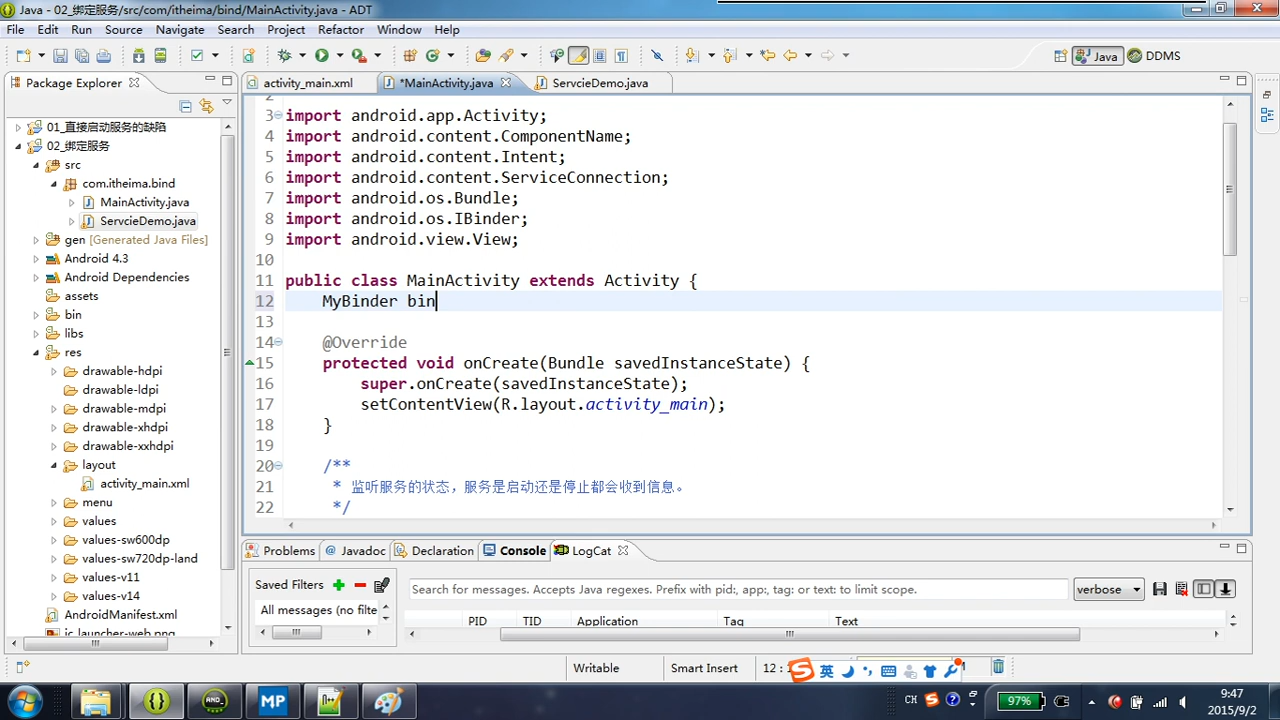 Java - 02_绑定服务/src/com/itheima/bind/MainActivity.java - ADT
File Edit Source Navigate Search Project Refactor Window Help
Java DDMS
Package Explorer
activity_main.xml *MainActivity.java ServcieDemo.java
01_直接启动服务的缺陷
02_绑定服务
src
com.itheima.bind
MainActivity.java
ServcieDemo.java
gen [Generated Java Files]
Android 4.3
Android Dependencies
assets
bin
libs
res
drawable-hdpi
drawable-ldpi
drawable-mdpi
drawable-xhdpi
drawable-xxhdpi
layout
activity_main.xml
menu
values
values-sw600dp
values-sw720dp-land
values-v11
values-v14
AndroidManifest.xml
ic_launcher-web.png
2
3 import android.app.Activity;
4 import android.content.ComponentName;
5 import android.content.Intent;
6 import android.content.ServiceConnection;
7 import android.os.Bundle;
8 import android.os.IBinder;
9 import android.view.View;
10
11 public class MainActivity extends Activity {
12 MyBinder bin
13
14 @Override
15 protected void onCreate(Bundle savedInstanceState) {
16 super.onCreate(savedInstanceState);
17 setContentView(R.layout.activity_main);
18 }
19
20 /**
21 * 监听服务的状态，服务是启动还是停止都会收到信息。
22 */
Problems @ Javadoc Declaration Console LogCat
Saved Filters
All messages (no filte
Search for messages. Accepts Java regexes. Prefix with pid:, app:, tag: or text: to limit scope.
verbose
PID TID Application Tag Text
Writable Smart Insert 12 :
英
CH
97%
9:47
2015/9/2